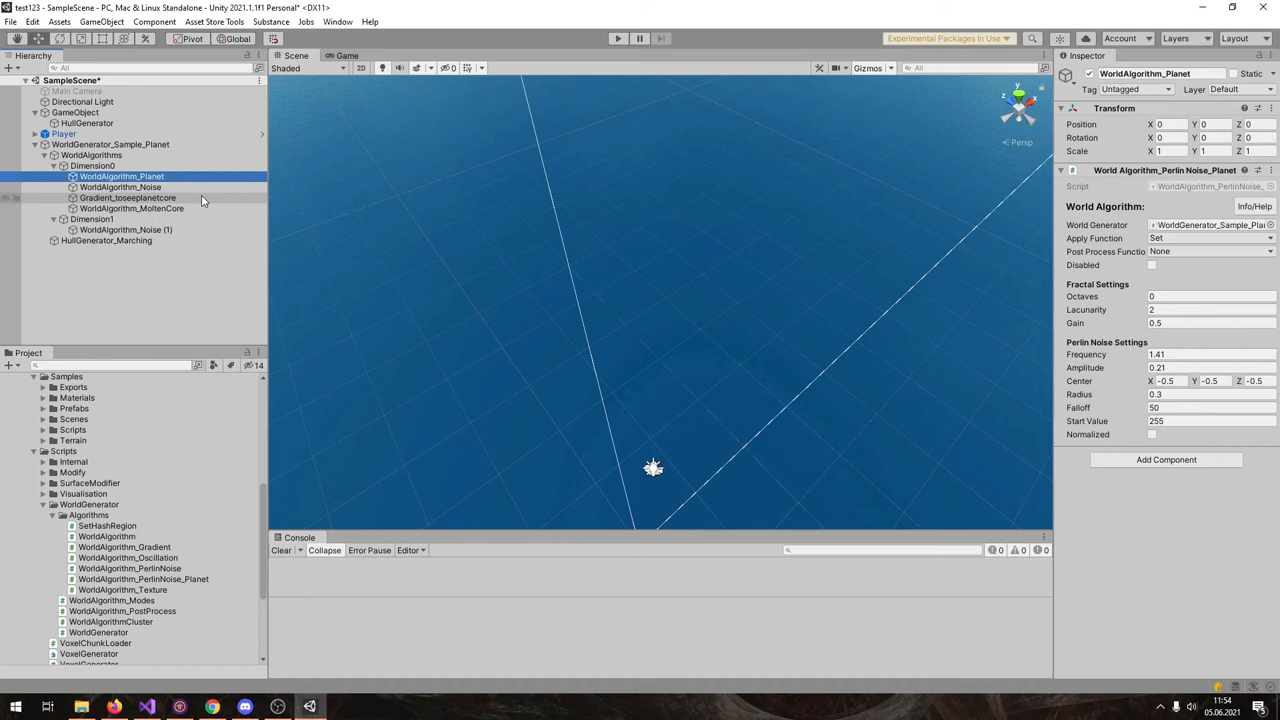 test123 - SampleScene - PC, Mac & Linux Standalone - Unity 2021.1.1f1 Personal* <DX11>
File Edit Assets GameObject Component Asset Store Tools Substance Jobs Window Help
Pivot Global Experimental Packages In Use Account Layers Layout
Hierarchy
All
SampleScene*
Main Camera
Directional Light
GameObject
HullGenerator
Player
WorldGenerator_Sample_Planet
WorldAlgorithms
Dimension0
WorldAlgorithm_Planet
WorldAlgorithm_Noise
Gradient_toseeplanetcore
WorldAlgorithm_MoltenCore
Dimension1
WorldAlgorithm_Noise (1)
HullGenerator_Marching
Project
14
Samples
Exports
Materials
Prefabs
Scenes
Scripts
Terrain
Scripts
Internal
Modify
SurfaceModifier
Visualisation
WorldGenerator
Algorithms
SetHashRegion
WorldAlgorithm
WorldAlgorithm_Gradient
WorldAlgorithm_Oscillation
WorldAlgorithm_PerlinNoise
WorldAlgorithm_PerlinNoise_Planet
WorldAlgorithm_Texture
WorldAlgorithm_Modes
WorldAlgorithm_PostProcess
WorldAlgorithmCluster
WorldGenerator
VoxelChunkLoader
VoxelGenerator
Scene Game
Shaded 2D 0 Gizmos All
y
x
z
Persp
Console
Clear Collapse Error Pause Editor 0 0 0
Inspector
WorldAlgorithm_Planet Static
Tag Untagged Layer Default
Transform
Position X 0 Y 0 Z 0
Rotation X 0 Y 0 Z 0
Scale X 1 Y 1 Z 1
World Algorithm_Perlin Noise_Planet
Script WorldAlgorithm_PerlinNoise_
World Algorithm: Info/Help
World Generator WorldGenerator_Sample_Pla
Apply Function Set
Post Process Functio None
Disabled
Fractal Settings
Octaves 0
Lacunarity 2
Gain 0.5
Perlin Noise Settings
Frequency 1.41
Amplitude 0.21
Center X -0.5 Y -0.5 Z -0.5
Radius 0.3
Falloff 50
Start Value 255
Normalized
Add Component
11:54
05.06.2021